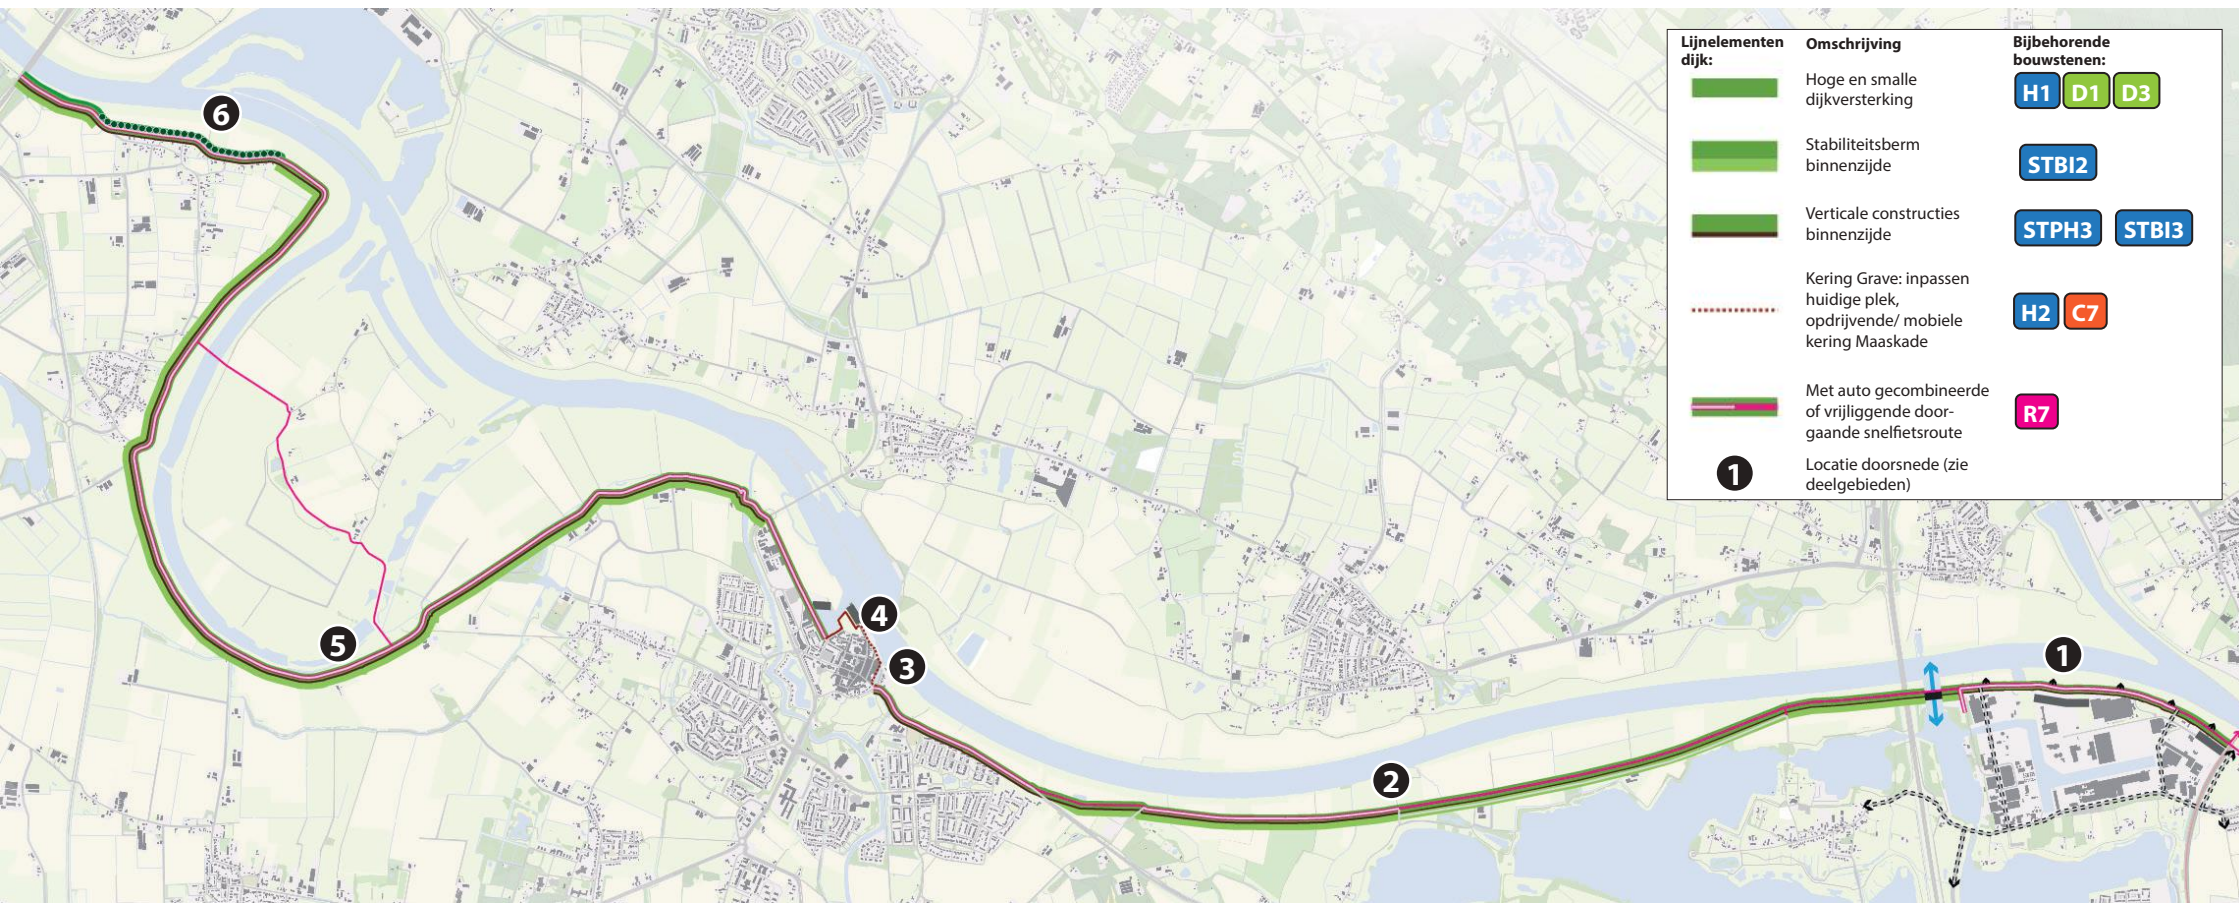 Lijnelementen dijk:
Omschrijving
Bijbehorende bouwstenen:
Hoge en smalle
dijkversterking
H1 D1 D3
Stabiliteitsberm
binnenzijde
STBI2
Verticale constructies
binnenzijde
STPH3 STBI3
Kering Grave: inpassen
huidige plek,
opdrijvende/ mobiele
kering Maaskade
H2 C7
Met auto gecombineerde
of vrijliggende door-
gaande snelfietsroute
R7
1
Locatie doorsnede (zie
deelgebieden)
6
5
4
3
2
1